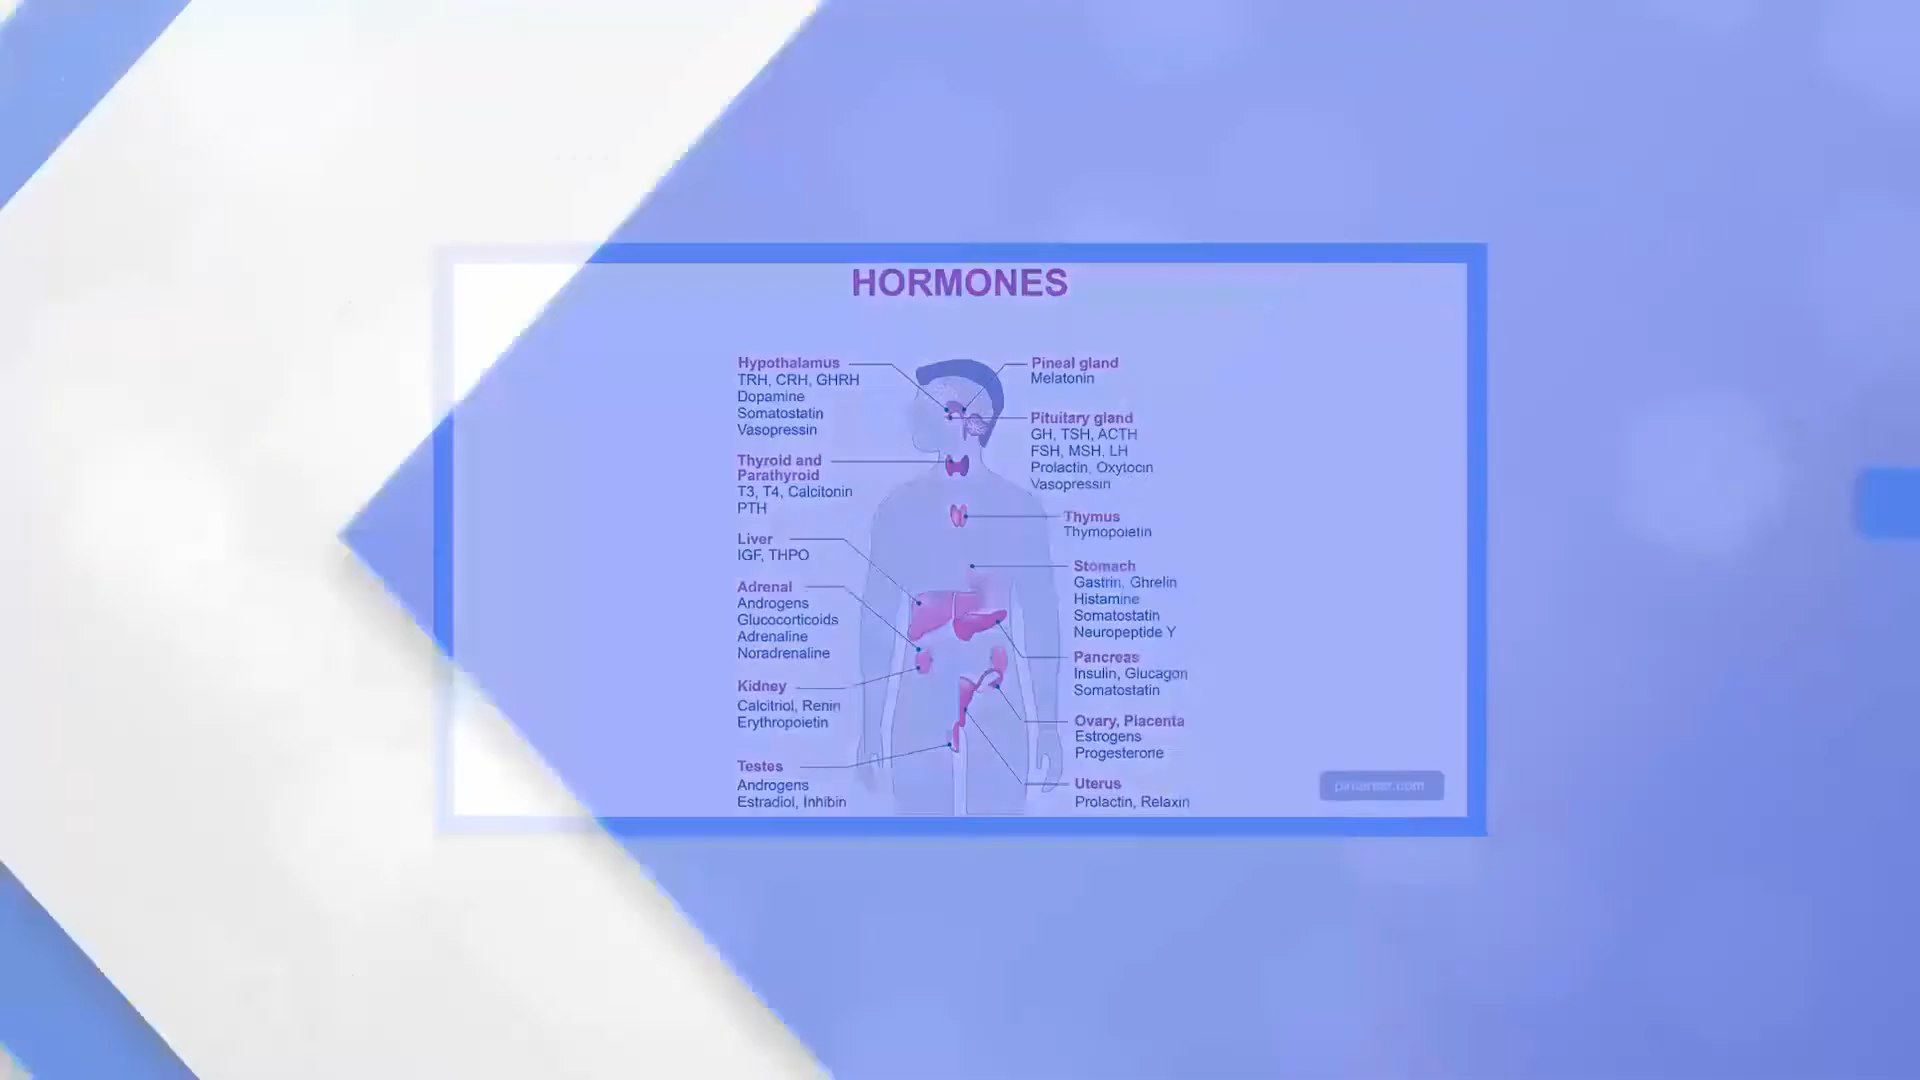 HORMONES
Hypothalamus
TRH, CRH, GHRH
Dopamine
Somatostatin
Vasopressin
Thyroid and
Parathyroid
T3, T4, Calcitonin
PTH
Liver
IGF, THPO
Adrenal
Androgens
Glucocorticoids
Adrenaline
Noradrenaline
Kidney
Calcitriol, Renin
Erythropoietin
Testes
Androgens
Estradiol, Inhibin
Pineal gland
Melatonin
Pituitary gland
GH, TSH, ACTH
FSH, MSH, LH
Prolactin, Oxytocin
Vasopressin
Thymus
Thymopoietin
Stomach
Gastrin, Ghrelin
Histamine
Somatostatin
Neuropeptide Y
Pancreas
Insulin, Glucagon
Somatostatin
Ovary, Placenta
Estrogens
Progesterone
Uterus
Prolactin, Relaxin